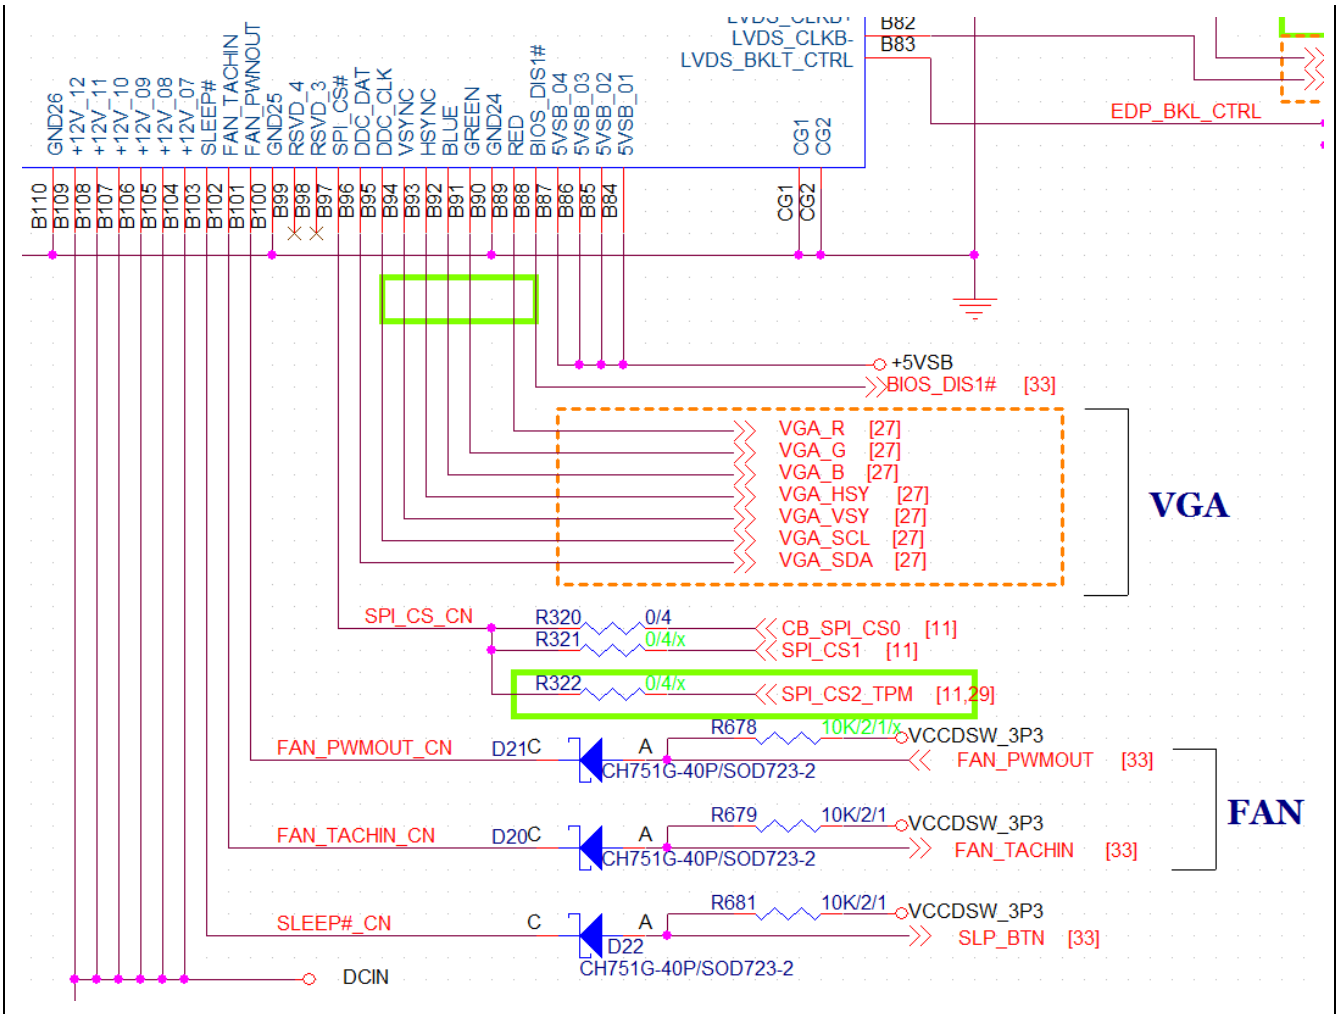 LVDS_CLKB+
B82
LVDS_CLKB-
B83
LVDS_BKLT_CTRL
EDP_BKL_CTRL
GND26
+12V_12
+12V_11
+12V_10
+12V_09
+12V_08
+12V_07
SLEEP#
FAN_TACHIN
FAN_PWNOUT
GND25
RSVD_4
RSVD_3
SPI_CS#
DDC_DAT
DDC_CLK
VSYNC
HSYNC
BLUE
GREEN
GND24
RED
BIOS_DIS1#
5VSB_04
5VSB_03
5VSB_02
5VSB_01
CG1
CG2
B110
B109
B108
B107
B106
B105
B104
B103
B102
B101
B100
B99
B98
B97
B96
B95
B94
B93
B92
B91
B90
B89
B88
B87
B86
B85
B84
CG1
CG2
+5VSB
BIOS_DIS1# [33]
VGA_R [27]
VGA_G [27]
VGA_B [27]
VGA_HSY [27]
VGA_VSY [27]
VGA_SCL [27]
VGA_SDA [27]
VGA
SPI_CS_CN
R320 0/4 CB_SPI_CS0 [11]
R321 0/4/x SPI_CS1 [11]
R322 0/4/x SPI_CS2_TPM [11,29]
R678 10K/2/1/x VCCDSW_3P3
FAN_PWMOUT_CN D21 C A FAN_PWMOUT [33]
CH751G-40P/SOD723-2
FAN
R679 10K/2/1 VCCDSW_3P3
FAN_TACHIN_CN D20 C A FAN_TACHIN [33]
CH751G-40P/SOD723-2
R681 10K/2/1 VCCDSW_3P3
SLEEP#_CN C A SLP_BTN [33]
D22
CH751G-40P/SOD723-2
DCIN